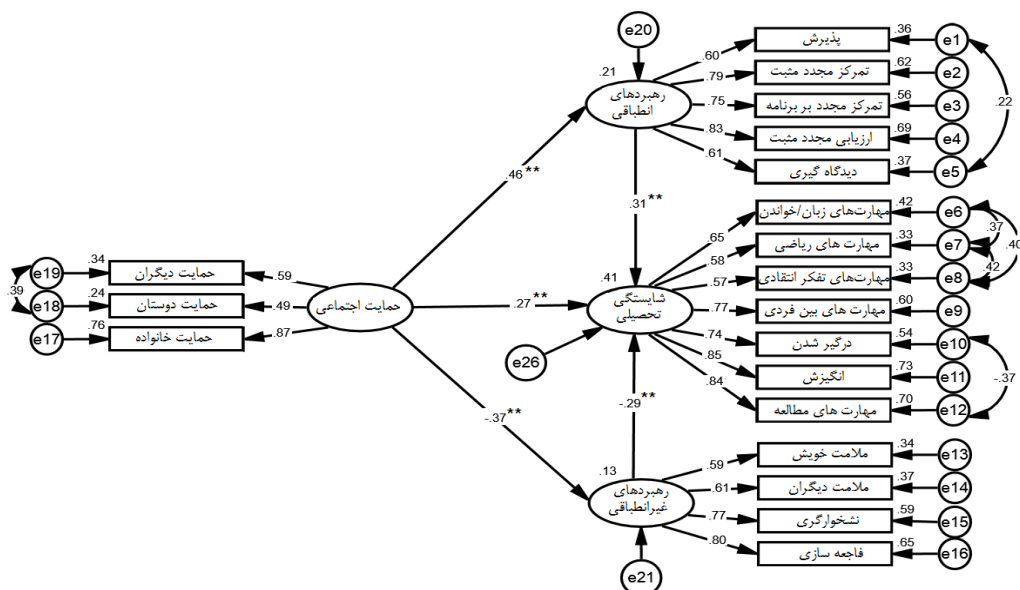 e20
.21
رهبردهای
انطباقی
.60
پذیرش
.36
e1
.79
تمرکز مجدد مثبت
.62
e2
.75
تمرکز مجدد بر برنامه
.56
e3
.83
ارزیابی مجدد مثبت
.69
e4
.61
دیدگاه گیری
.37
e5
.22
.46**
.31**
.65
مهارت‌های زبان/خواندن
.42
e6
.58
مهارت های ریاضی
.33
e7
.57
مهارت‌های تفکر انتقادی
.33
e8
.37
.42
.40
.77
مهارت های بین فردی
.60
e9
.74
درگیر شدن
.54
e10
.85
انگیزش
.73
e11
.84
مهارت های مطالعه
.70
e12
-.37
.41
شایستگی
تحصیلی
e26
.27**
e19
.34
حمایت دیگران
.59
e18
.24
حمایت دوستان
.49
e17
.76
حمایت خانواده
.87
.39
حمایت اجتماعی
-.37**
-.29**
.13
رهبردهای
غیرانطباقی
e21
.59
ملامت خویش
.34
e13
.61
ملامت دیگران
.37
e14
.77
نشخوارگری
.59
e15
.80
فاجعه سازی
.65
e16